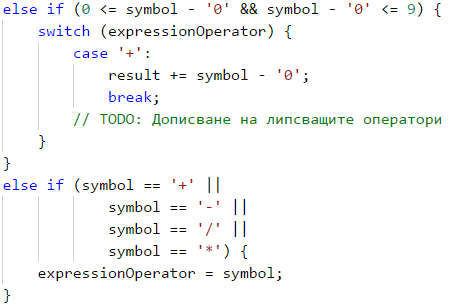 else if (0 <= symbol - '0' && symbol - '0' <= 9) {
    switch (expressionOperator) {
        case '+':
            result += symbol - '0';
            break;
        // TODO: Дописване на липсващите оператори
    }
}
else if (symbol == '+' ||
            symbol == '-' ||
            symbol == '/' ||
            symbol == '*') {
    expressionOperator = symbol;
}